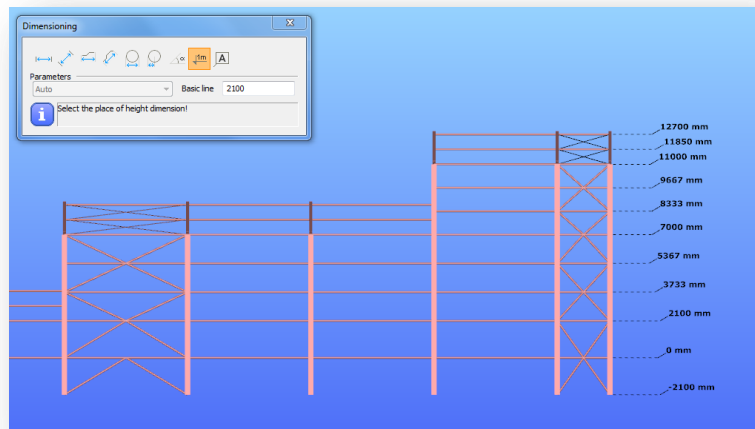 Dimensioning
1m
α
A
Parameters
Auto
Basic line
2100
i
Select the place of height dimension!
12700 mm
11850 mm
11000 mm
9667 mm
8333 mm
7000 mm
5367 mm
3733 mm
2100 mm
0 mm
-2100 mm